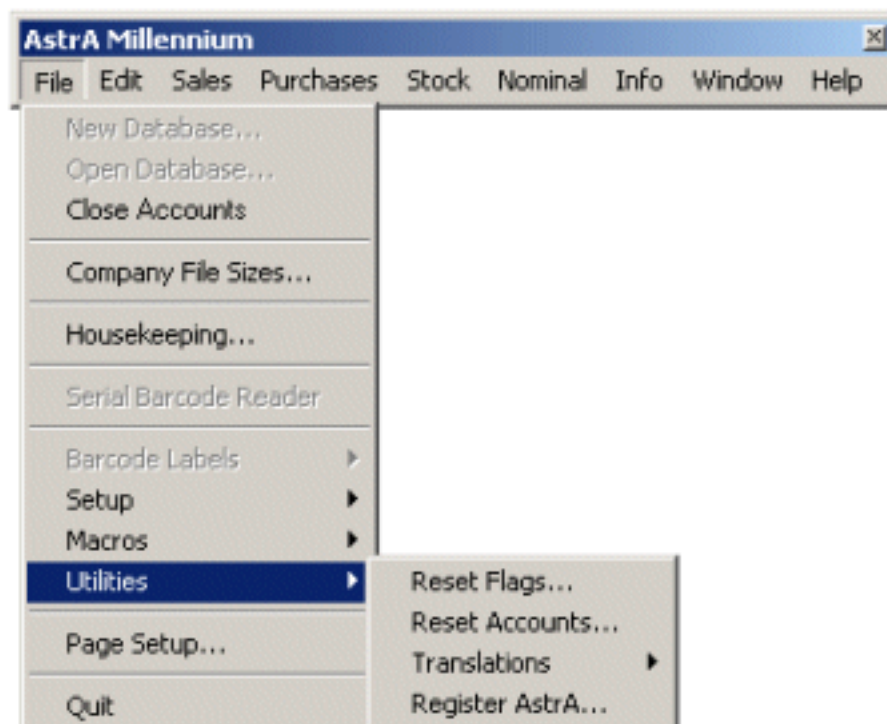 AstrA Millennium
File Edit Sales Purchases Stock Nominal Info Window Help
New Database...
Open Database...
Close Accounts
Company File Sizes...
Housekeeping...
Serial Barcode Reader
Barcode Labels
Setup
Macros
Utilities
Reset Flags...
Reset Accounts...
Translations
Register AstrA...
Page Setup...
Quit